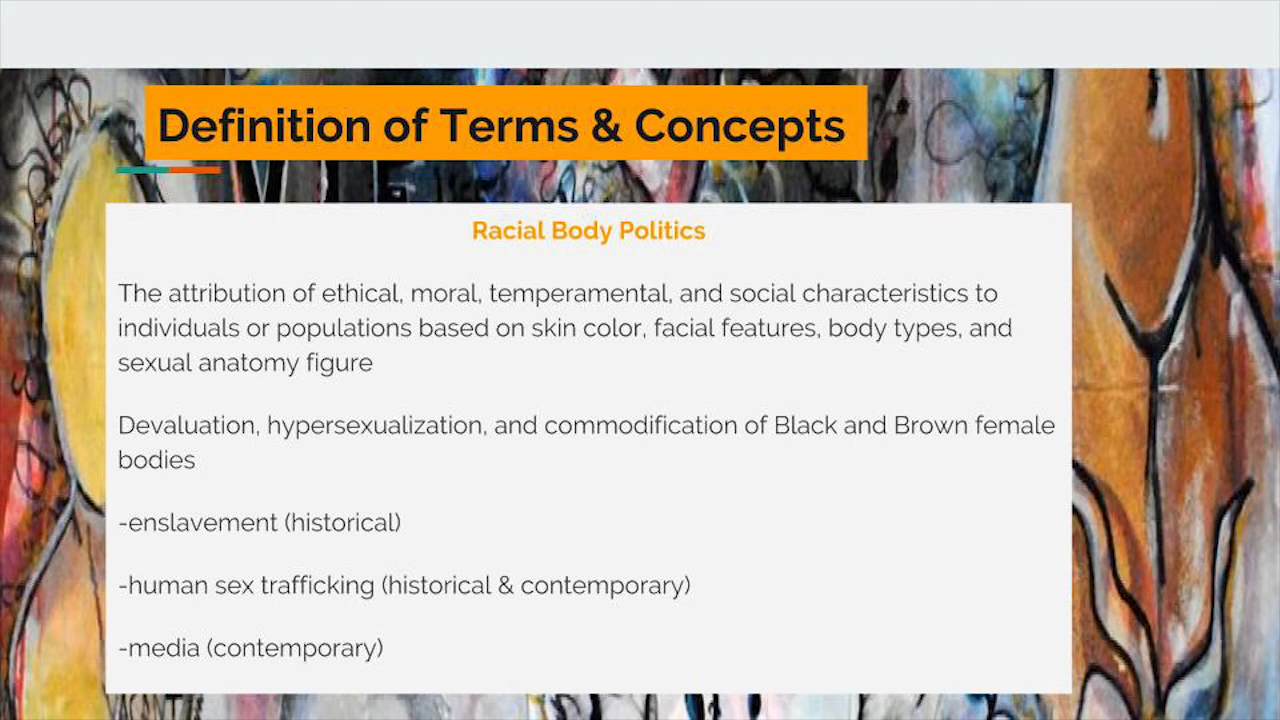 Definition of Terms & Concepts
Racial Body Politics
The attribution of ethical, moral, temperamental, and social characteristics to
individuals or populations based on skin color, facial features, body types, and
sexual anatomy figure
Devaluation, hypersexualization, and commodification of Black and Brown female
bodies
-enslavement (historical)
-human sex trafficking (historical & contemporary)
-media (contemporary)